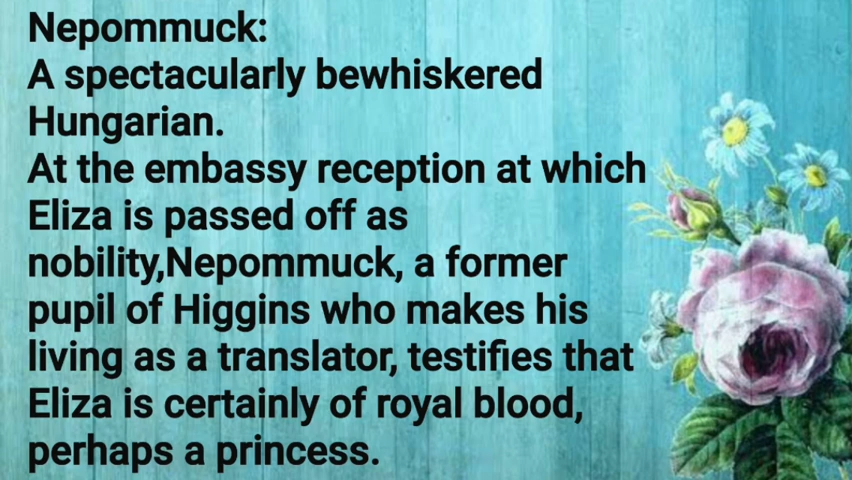 Nepommuck:
A spectacularly bewhiskered
Hungarian.
At the embassy reception at which
Eliza is passed off as
nobility,Nepommuck, a former
pupil of Higgins who makes his
living as a translator, testifies that
Eliza is certainly of royal blood,
perhaps a princess.